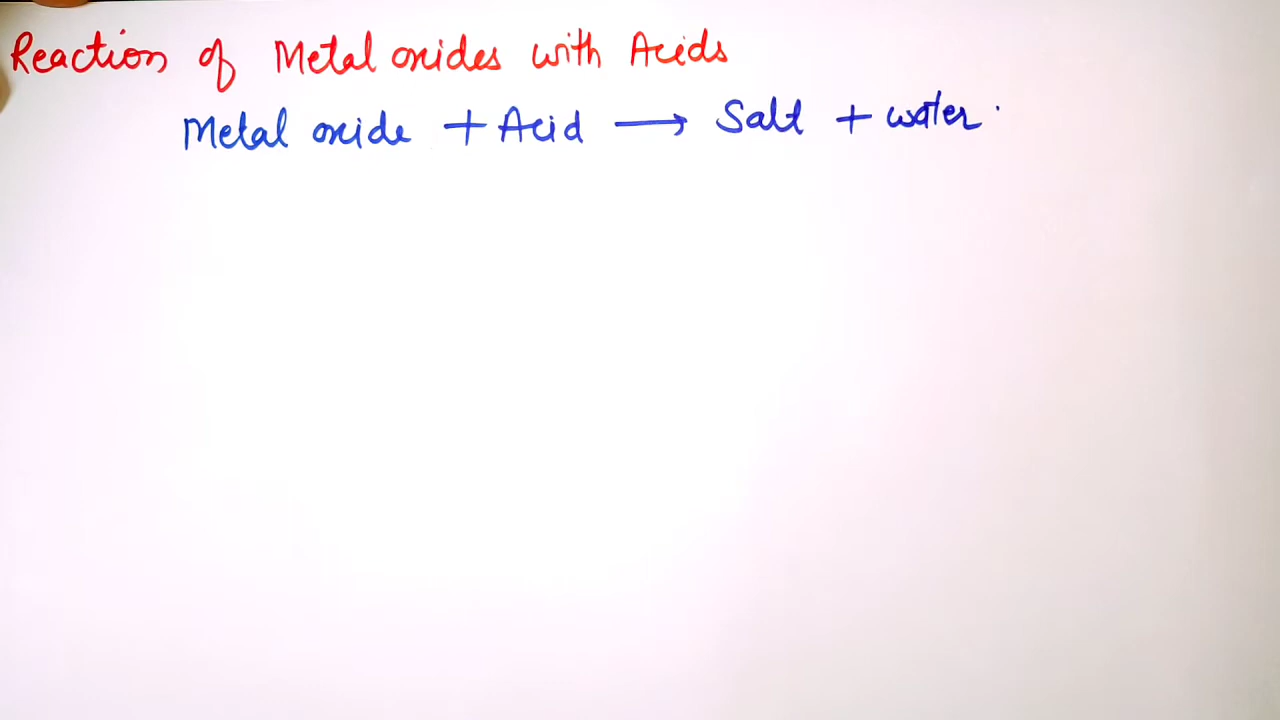 Reaction of Metal oxides with Acids
Metal oxide + Acid → Salt + water.